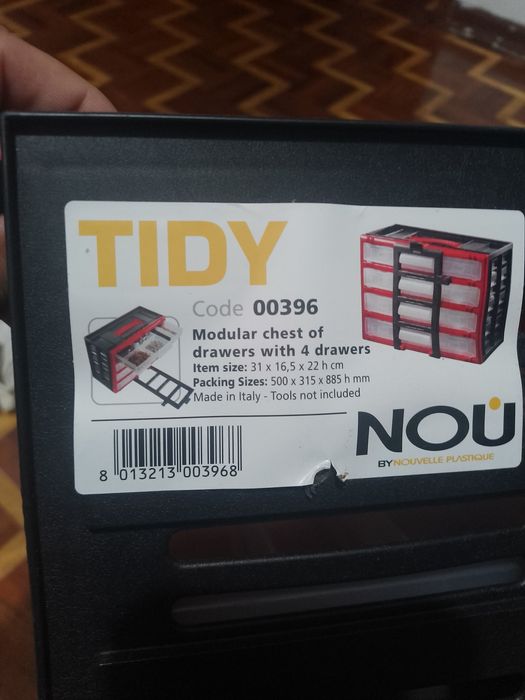 TIDY
Code 00396
Modular chest of
drawers with 4 drawers
Item size: 31 x 16,5 x 22 h cm
Packing Sizes: 500 x 315 x 885 h mm
Made in Italy - Tools not included
8 013213 003968
NOÙ
BY NOUVELLE PLASTIQUE